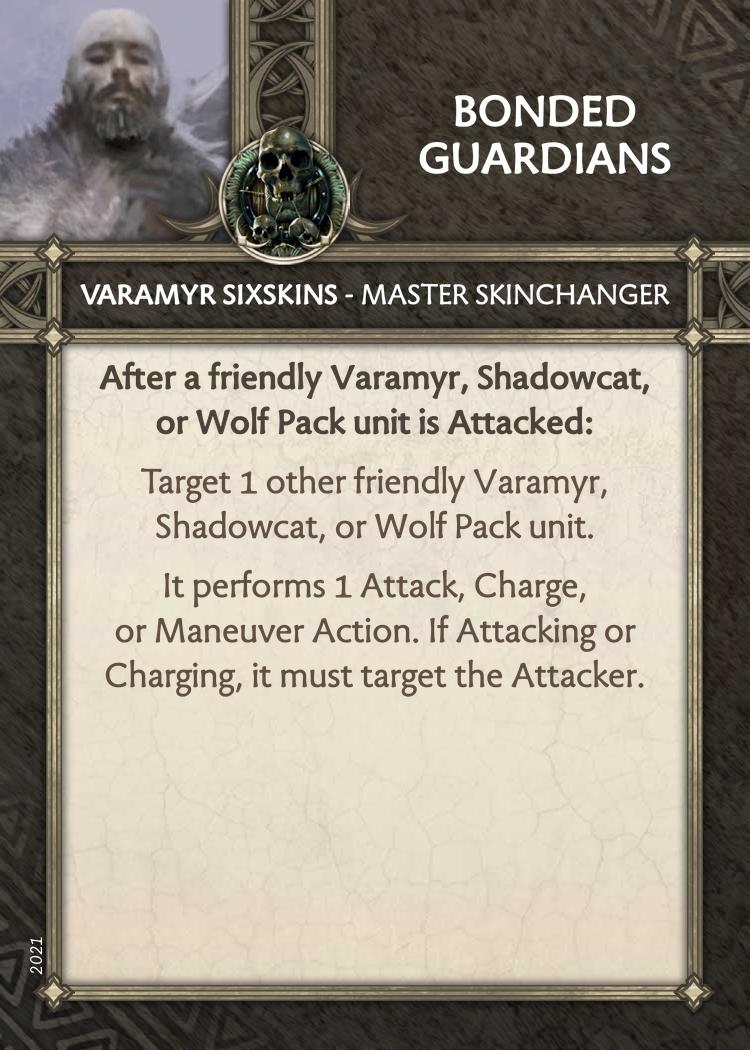 BONDED
GUARDIANS
VARAMYR SIXSKINS - MASTER SKINCHANGER
After a friendly Varamyr, Shadowcat,
or Wolf Pack unit is Attacked:
Target 1 other friendly Varamyr,
Shadowcat, or Wolf Pack unit.
It performs 1 Attack, Charge,
or Maneuver Action. If Attacking or
Charging, it must target the Attacker.
2021